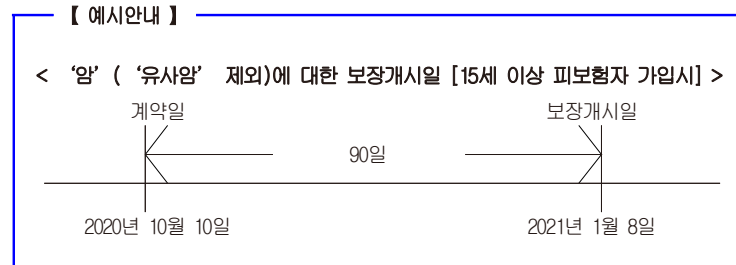 【 예시안내 】
< ‘암’ ( ‘유사암’ 제외)에 대한 보장개시일 [15세 이상 피보험자 가입시] >
계약일 보장개시일
90일
2020년 10월 10일 2021년 1월 8일